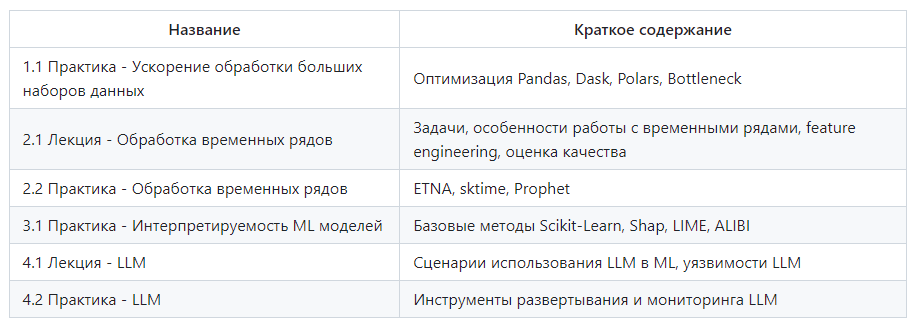 Название
Краткое содержание
1.1 Практика - Ускорение обработки больших
наборов данных
Оптимизация Pandas, Dask, Polars, Bottleneck
2.1 Лекция - Обработка временных рядов
Задачи, особенности работы с временными рядами, feature
engineering, оценка качества
2.2 Практика - Обработка временных рядов
ETNA, sktime, Prophet
3.1 Практика - Интерпретируемость ML моделей
Базовые методы Scikit-Learn, Shap, LIME, ALIBI
4.1 Лекция - LLM
Сценарии использования LLM в ML, уязвимости LLM
4.2 Практика - LLM
Инструменты развертывания и мониторинга LLM